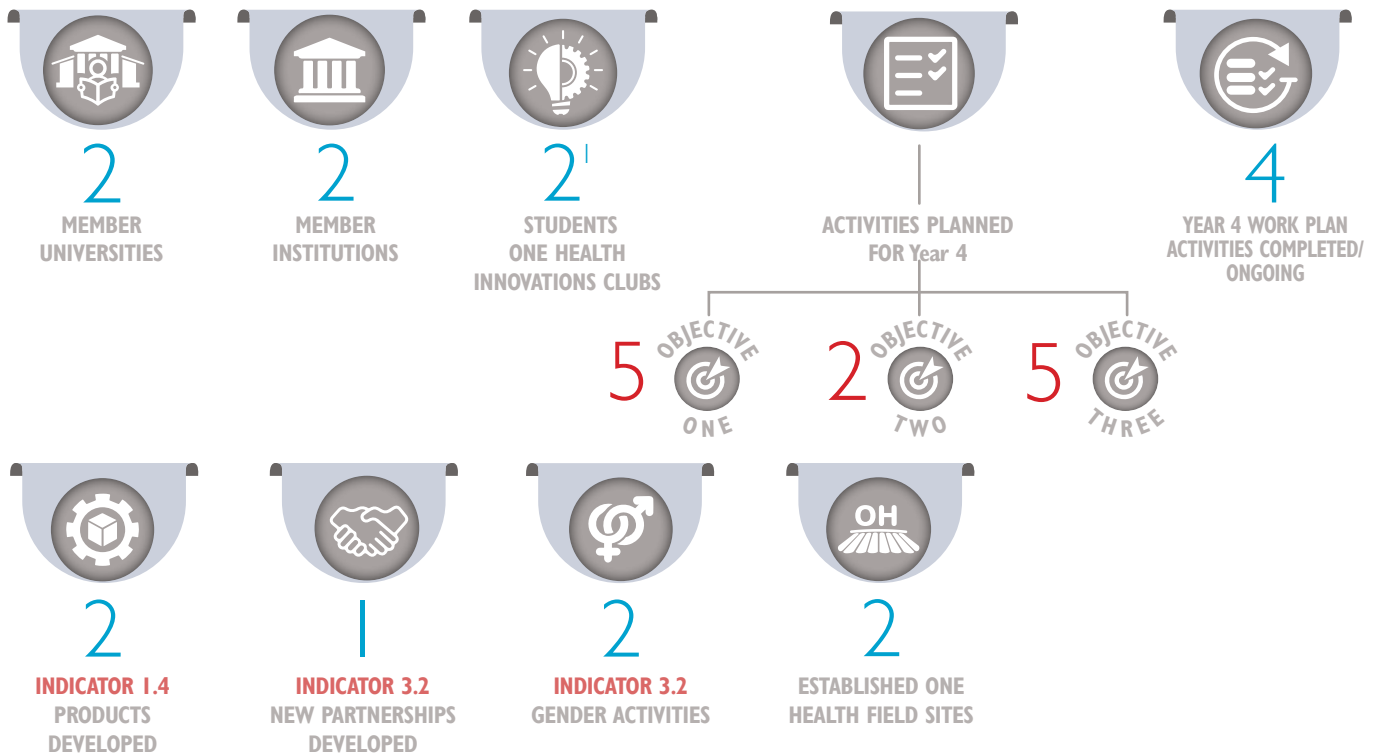 2
MEMBER
UNIVERSITIES
2
MEMBER
INSTITUTIONS
2¹
STUDENTS
ONE HEALTH
INNOVATIONS CLUBS
ACTIVITIES PLANNED
FOR Year 4
5
OBJECTIVE
ONE
2
OBJECTIVE
TWO
5
OBJECTIVE
THREE
4
YEAR 4 WORK PLAN
ACTIVITIES COMPLETED/
ONGOING
2
INDICATOR 1.4
PRODUCTS
DEVELOPED
1
INDICATOR 3.2
NEW PARTNERSHIPS
DEVELOPED
2
INDICATOR 3.2
GENDER ACTIVITIES
OH
2
ESTABLISHED ONE
HEALTH FIELD SITES